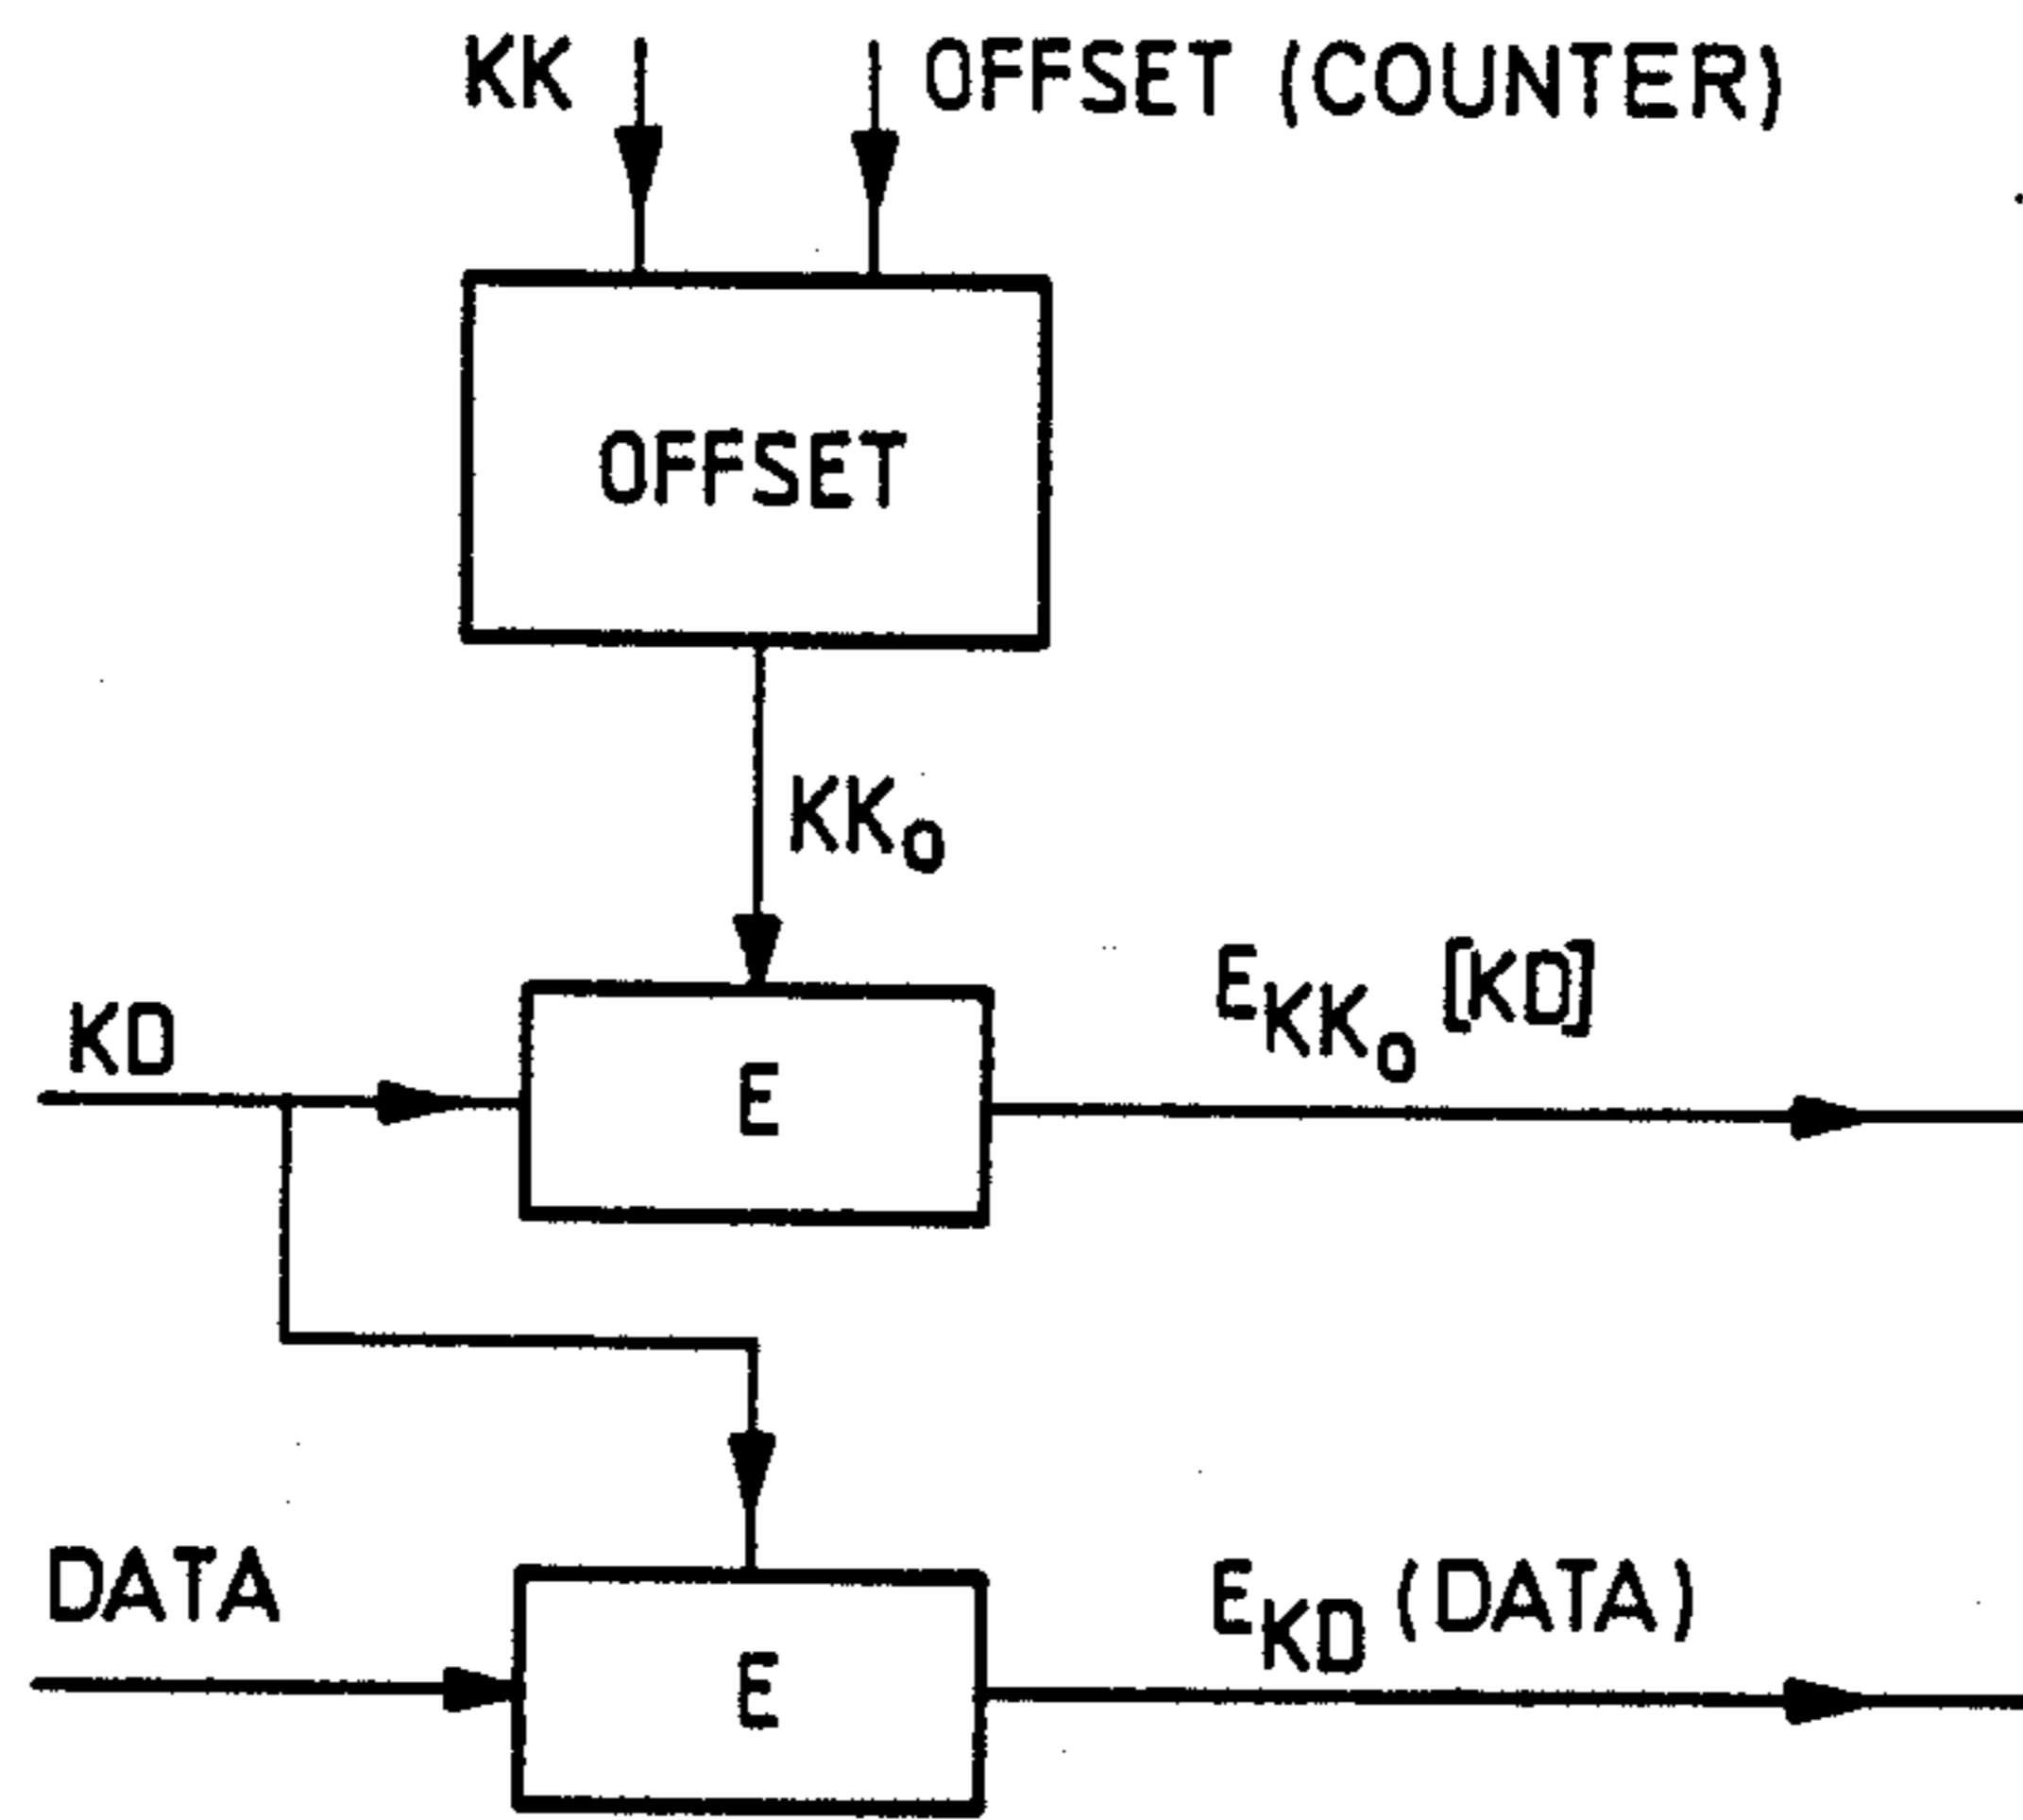 KK
OFFSET (COUNTER)
OFFSET
KKo
KD
E
EKKo [KD]
DATA
E
EKD (DATA)